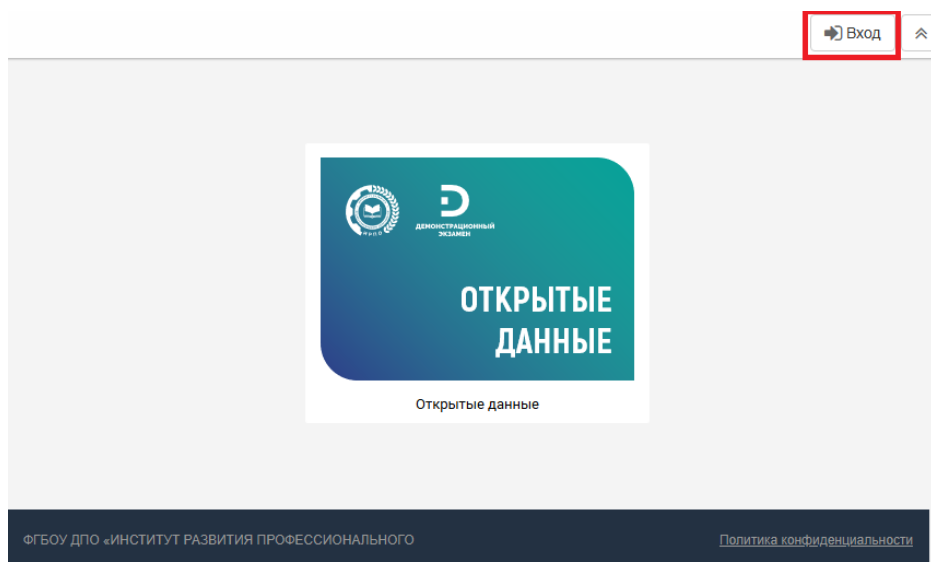 Вход
ДЕМОНСТРАЦИОННЫЙ
ЭКЗАМЕН
ОТКРЫТЫЕ
ДАННЫЕ
Открытые данные
ФГБОУ ДПО «ИНСТИТУТ РАЗВИТИЯ ПРОФЕССИОНАЛЬНОГО
Политика конфиденциальности